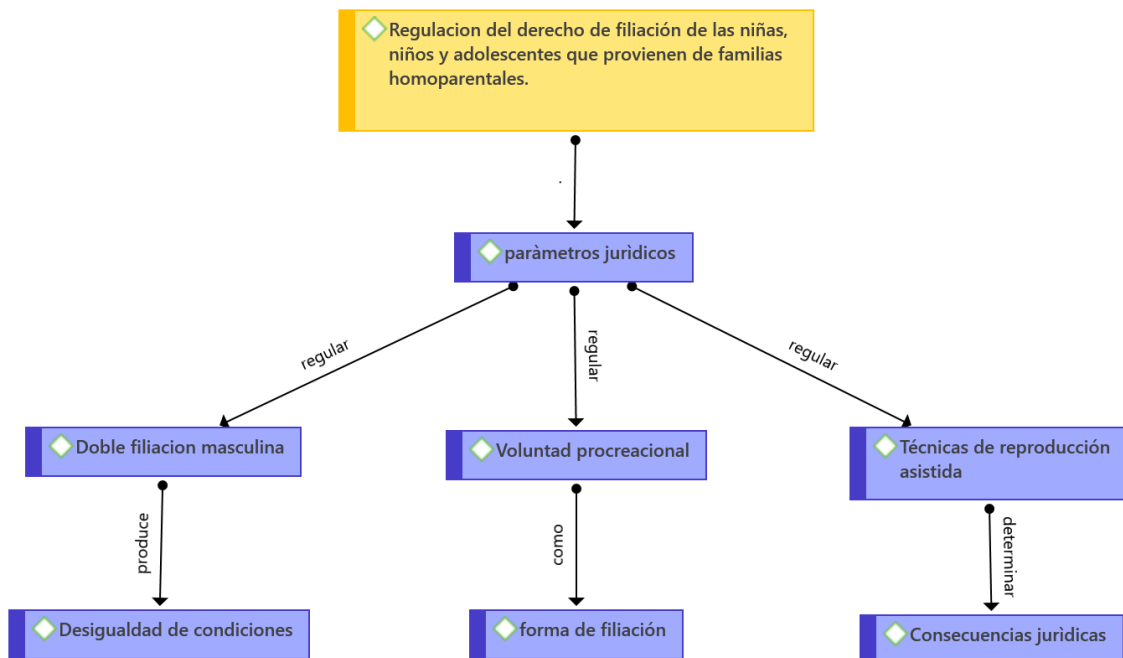 Regulacion del derecho de filiación de las niñas,
niños y adolescentes que provienen de familias
homoparentales.
.
paràmetros jurìdicos
regular
regular
regular
Doble filiacion masculina
Voluntad procreacional
Técnicas de reproducción
asistida
produce
como
determinar
Desigualdad de condiciones
forma de filiación
Consecuencias jurìdicas